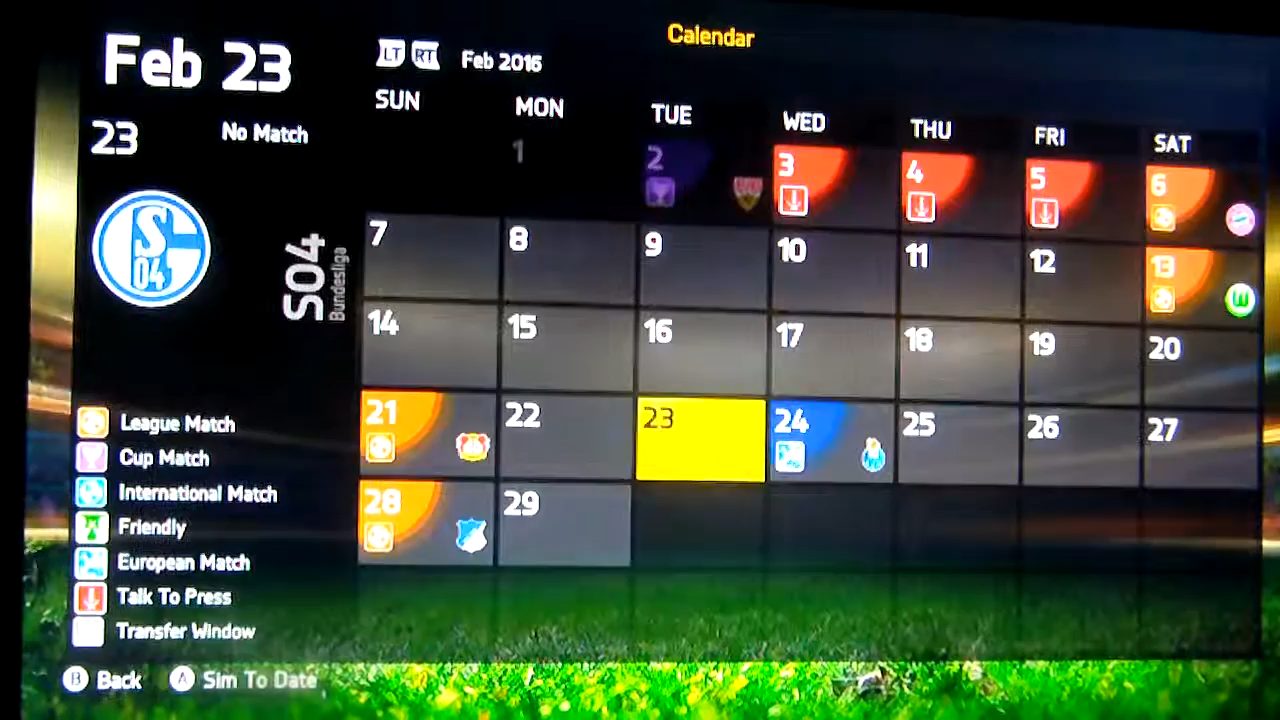 Calendar
Feb 23
LT RT Feb 2016
23 No Match
SUN MON TUE WED THU FRI SAT
1 2 3 4 5 6
7 8 9 10 11 12 13
14 15 16 17 18 19 20
21 22 23 24 25 26 27
28 29
S 04
S04
Bundesliga
League Match
Cup Match
International Match
Friendly
European Match
Talk To Press
Transfer Window
B Back A Sim To Date